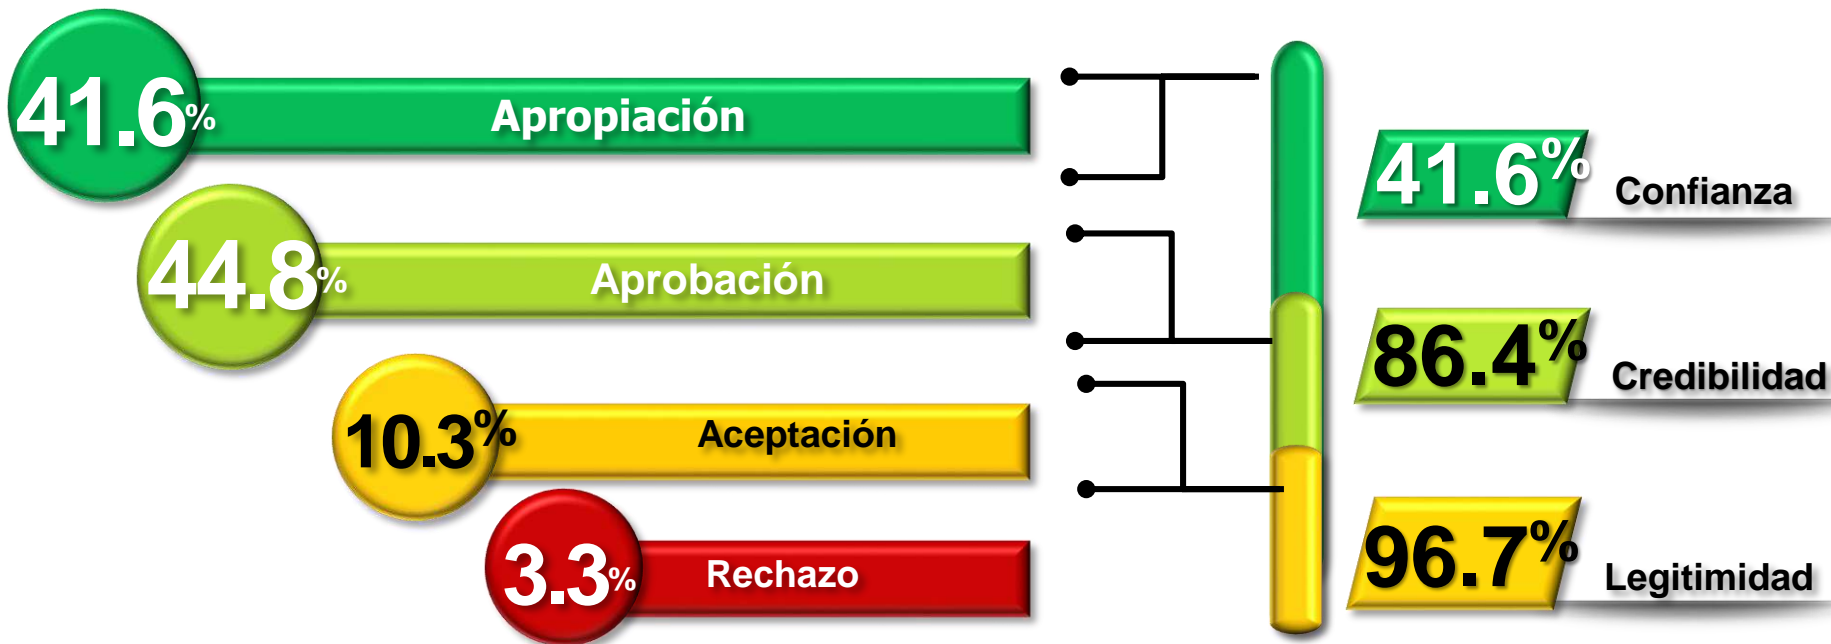 41.6% Apropiación
44.8% Aprobación
10.3% Aceptación
3.3% Rechazo
41.6% Confianza
86.4% Credibilidad
96.7% Legitimidad